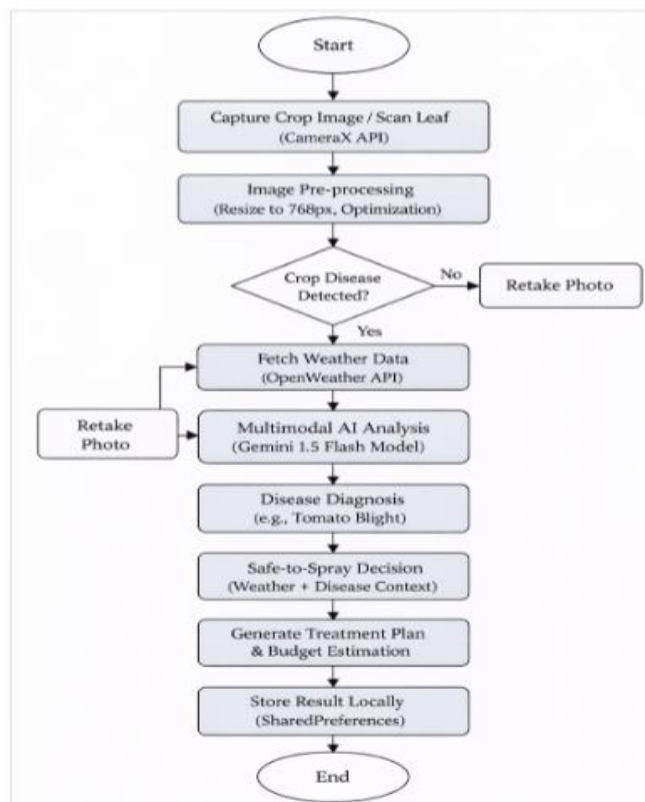 Start
Capture Crop Image / Scan Leaf
(CameraX API)
Image Pre-processing
(Resize to 768px, Optimization)
Crop Disease
Detected?
No
Retake Photo
Yes
Fetch Weather Data
(OpenWeather API)
Retake
Photo
Multimodal AI Analysis
(Gemini 1.5 Flash Model)
Disease Diagnosis
(e.g., Tomato Blight)
Safe-to-Spray Decision
(Weather + Disease Context)
Generate Treatment Plan
& Budget Estimation
Store Result Locally
(SharedPreferences)
End